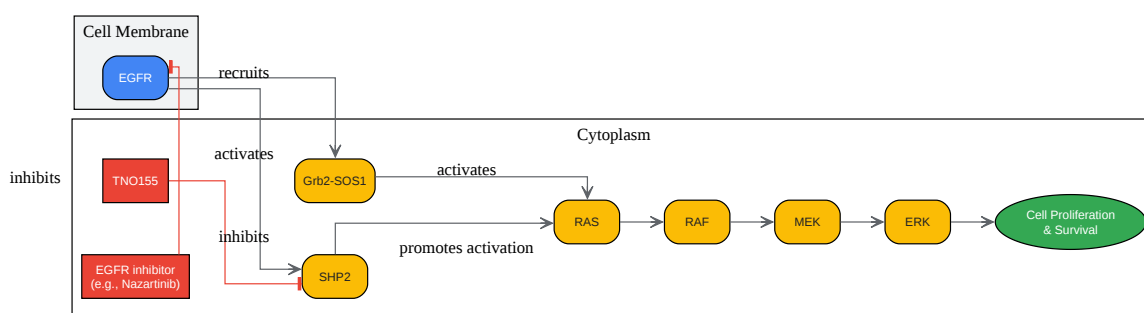 Cell Membrane
EGFR
recruits
Cytoplasm
activates
inhibits
TNO155
Grb2-SOS1
activates
RAS
RAF
MEK
ERK
Cell Proliferation
& Survival
inhibits
promotes activation
EGFR inhibitor
(e.g., Nazartinib)
SHP2